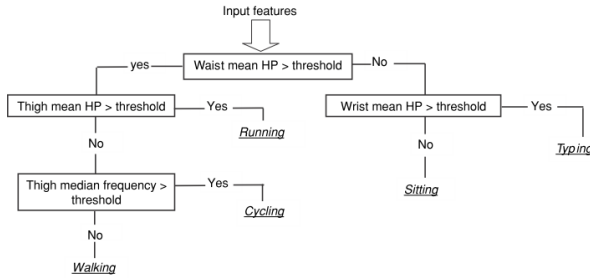 Input features
yes
Waist mean HP > threshold
No
Thigh mean HP > threshold
Yes
Running
Wrist mean HP > threshold
Yes
Typing
No
No
Sitting
Thigh median frequency >
threshold
Yes
Cycling
No
Walking